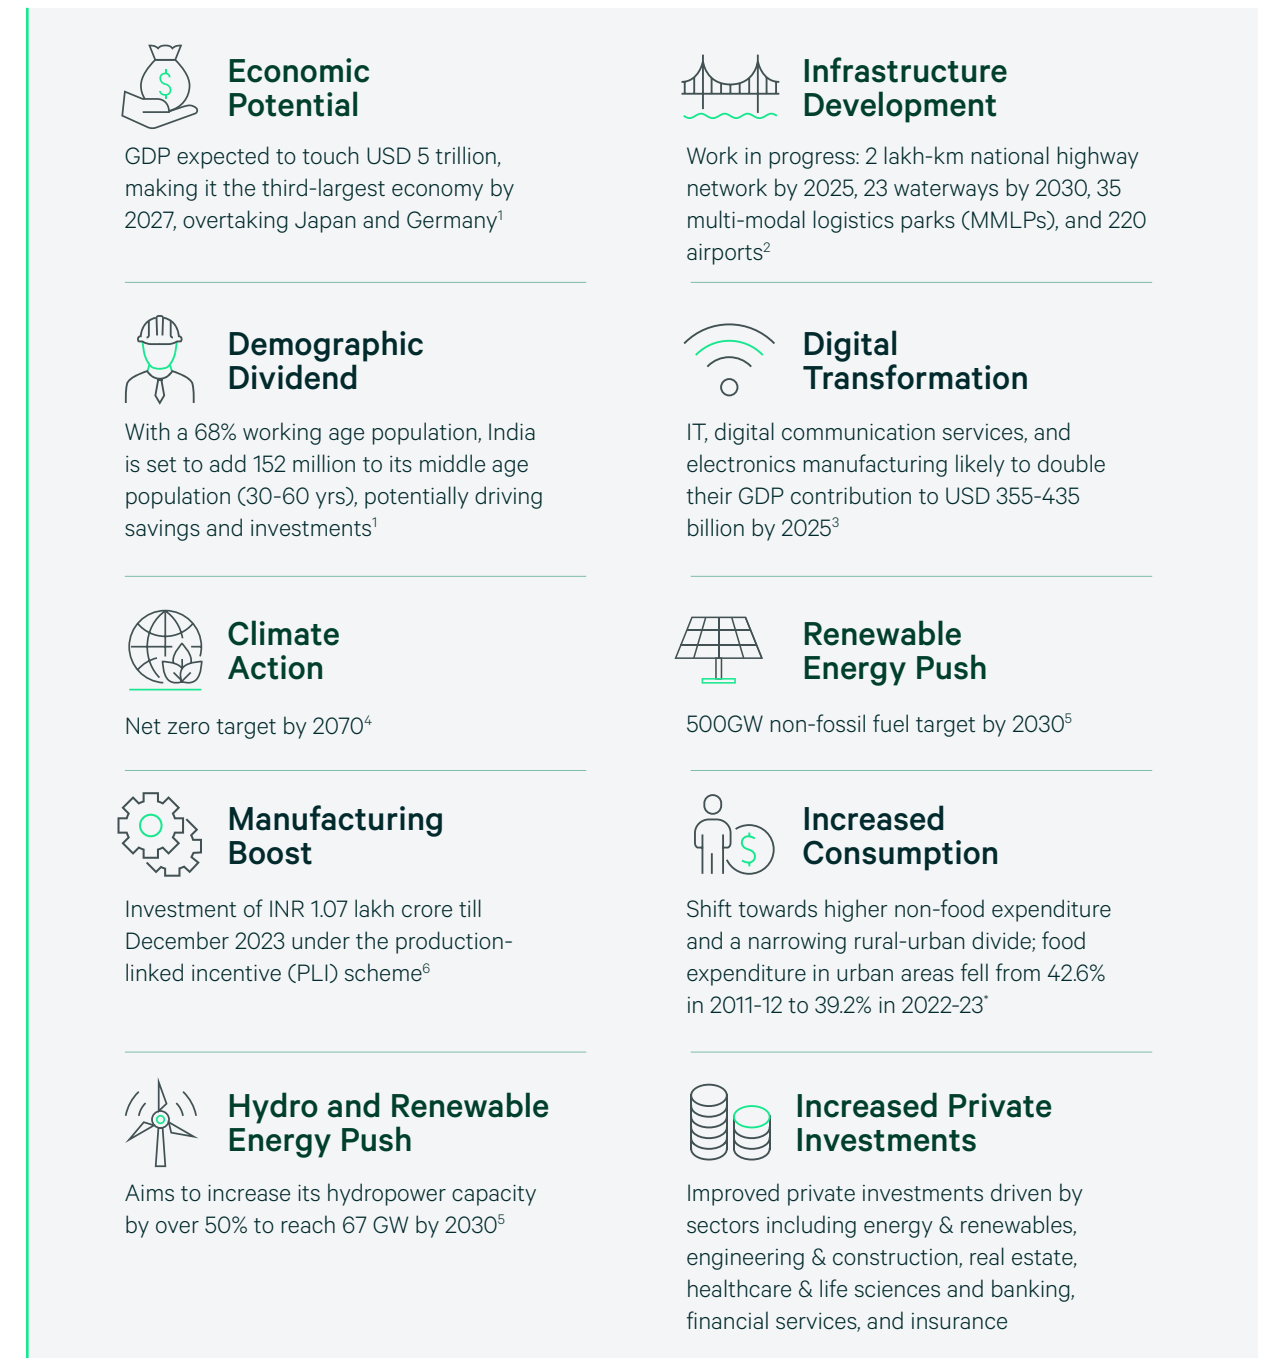 Economic
Potential
GDP expected to touch USD 5 trillion,
making it the third-largest economy by
2027, overtaking Japan and Germany¹
Infrastructure
Development
Work in progress: 2 lakh-km national highway
network by 2025, 23 waterways by 2030, 35
multi-modal logistics parks (MMLPs), and 220
airports²
Demographic
Dividend
With a 68% working age population, India
is set to add 152 million to its middle age
population (30-60 yrs), potentially driving
savings and investments¹
Digital
Transformation
IT, digital communication services, and
electronics manufacturing likely to double
their GDP contribution to USD 355-435
billion by 2025³
Climate
Action
Net zero target by 2070⁴
Renewable
Energy Push
500GW non-fossil fuel target by 2030⁵
Manufacturing
Boost
Investment of INR 1.07 lakh crore till
December 2023 under the production-
linked incentive (PLI) scheme⁶
Increased
Consumption
Shift towards higher non-food expenditure
and a narrowing rural-urban divide; food
expenditure in urban areas fell from 42.6%
in 2011-12 to 39.2% in 2022-23*
Hydro and Renewable
Energy Push
Aims to increase its hydropower capacity
by over 50% to reach 67 GW by 2030⁵
Increased Private
Investments
Improved private investments driven by
sectors including energy & renewables,
engineering & construction, real estate,
healthcare & life sciences and banking,
financial services, and insurance